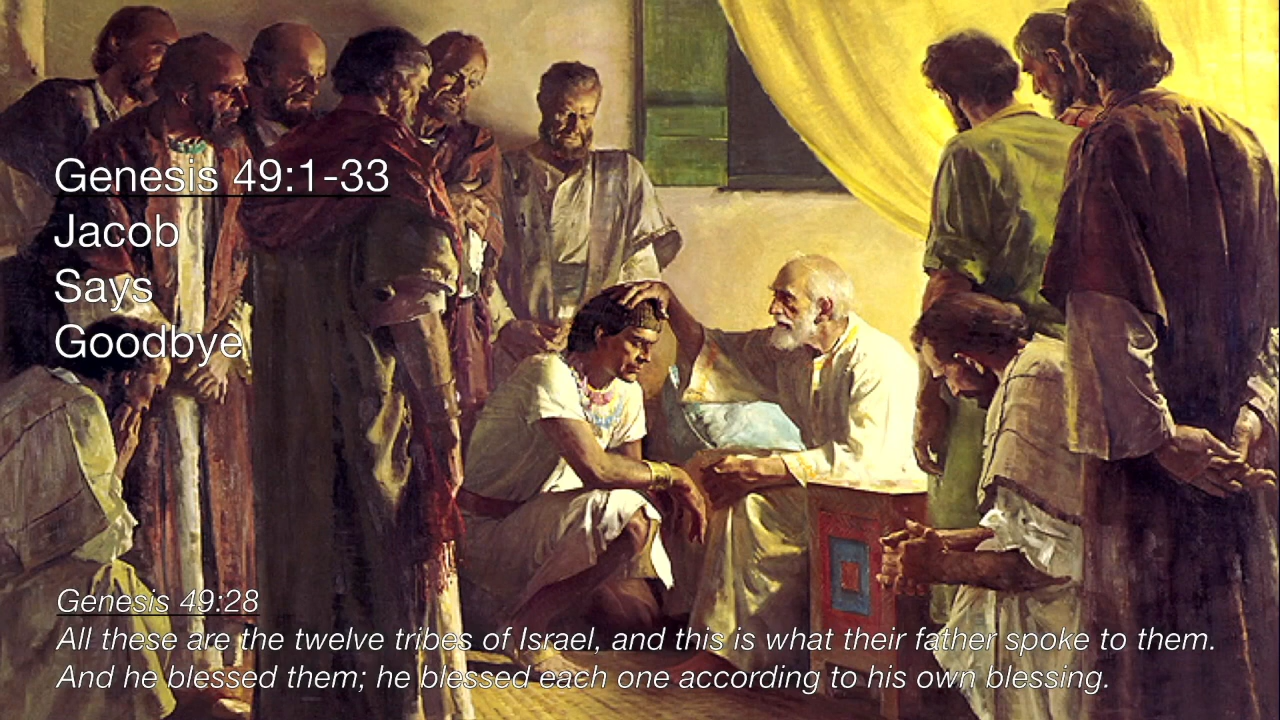 Genesis 49:1-33
Jacob
Says
Goodbye
Genesis 49:28
All these are the twelve tribes of Israel, and this is what their father spoke to them.
And he blessed them; he blessed each one according to his own blessing.